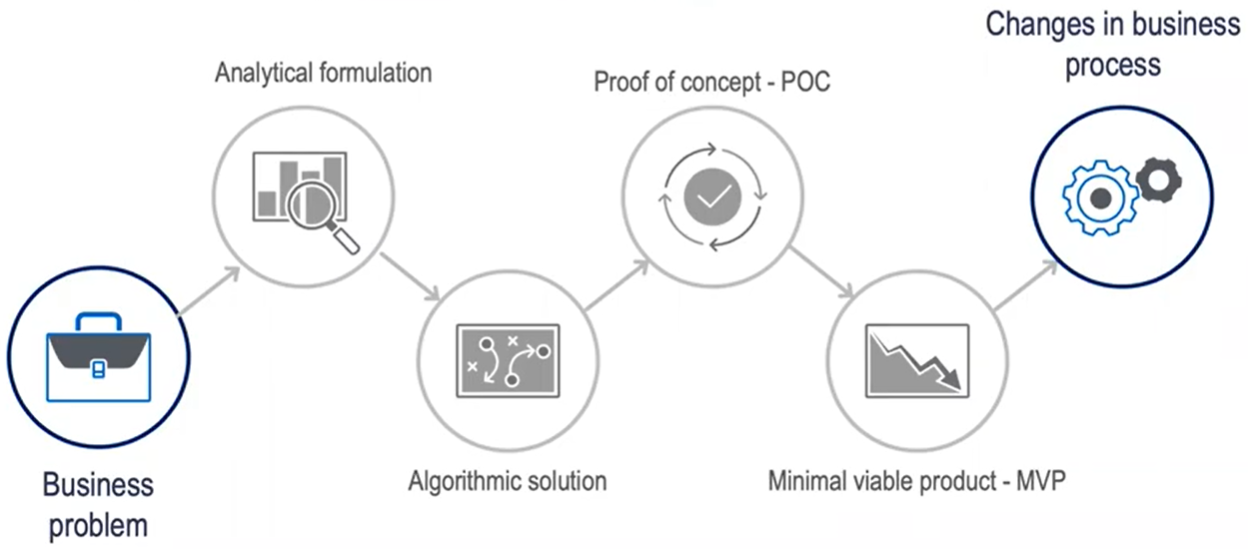 Business
problem
Analytical formulation
Algorithmic solution
Proof of concept - POC
Minimal viable product - MVP
Changes in business
process